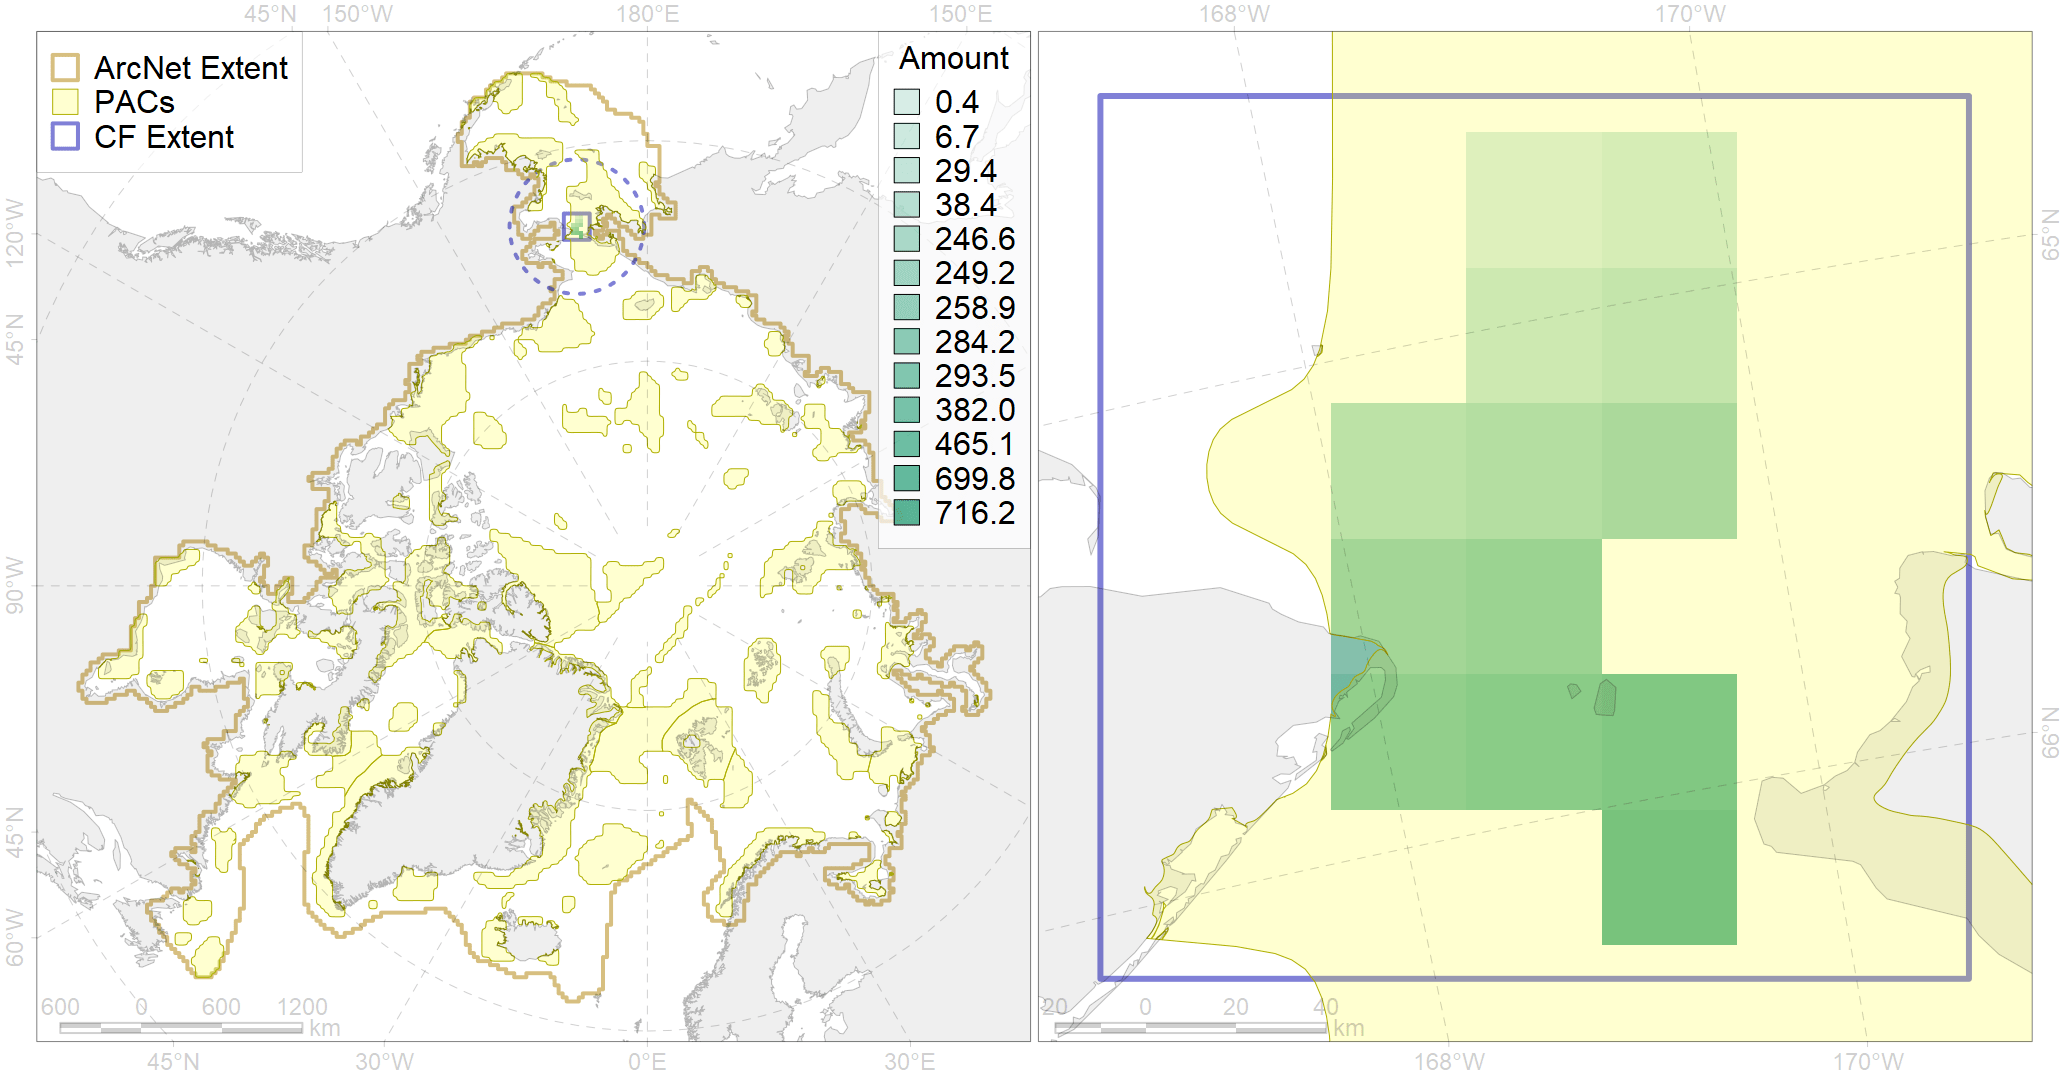 45°N 150°W 180°E 150°E 168°W 170°W
ArcNet Extent
PACs
CF Extent
Amount
0.4
6.7
29.4
38.4
246.6
249.2
258.9
284.2
293.5
382.0
465.1
699.8
716.2
120°W
45°N
90°W
45°N
60°W
65°N
66°N
600 0 600 1200
km
20 0 20 40
km
45°N 30°W 0°E 30°E 168°W 170°W